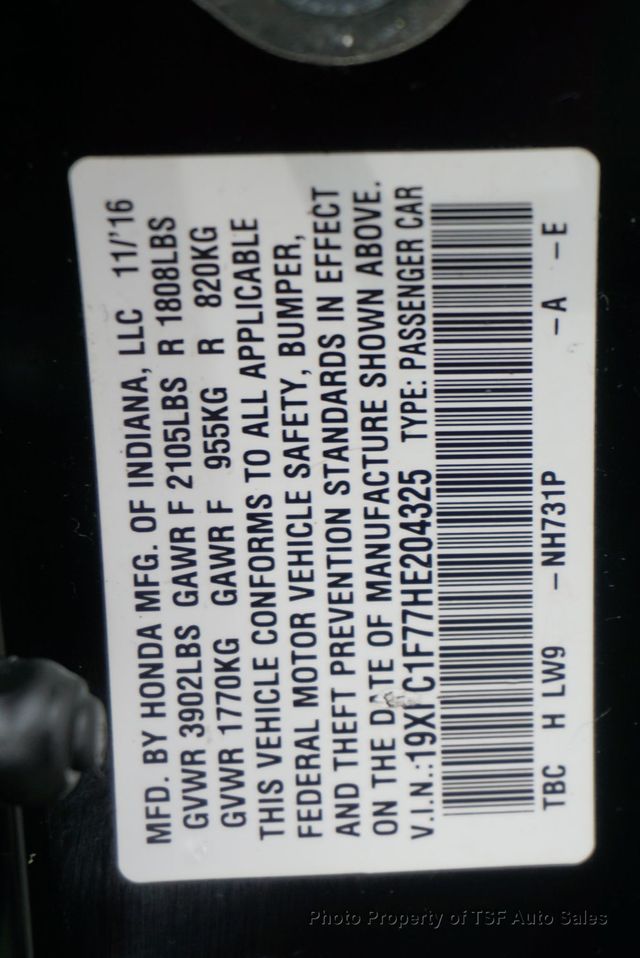 MFD. BY HONDA MFG. OF INDIANA, LLC 11/'16
GVWR 3902LBS GAWR F 2105LBS R 1808LBS
GVWR 1770KG GAWR F 955KG R 820KG
THIS VEHICLE CONFORMS TO ALL APPLICABLE
FEDERAL MOTOR VEHICLE SAFETY, BUMPER,
AND THEFT PREVENTION STANDARDS IN EFFECT
ON THE DATE OF MANUFACTURE SHOWN ABOVE.
V.I.N.: TYPE: PASSENGER CAR
TBC H LW9 –NH731P –A –E
Photo Property of TSF Auto Sales